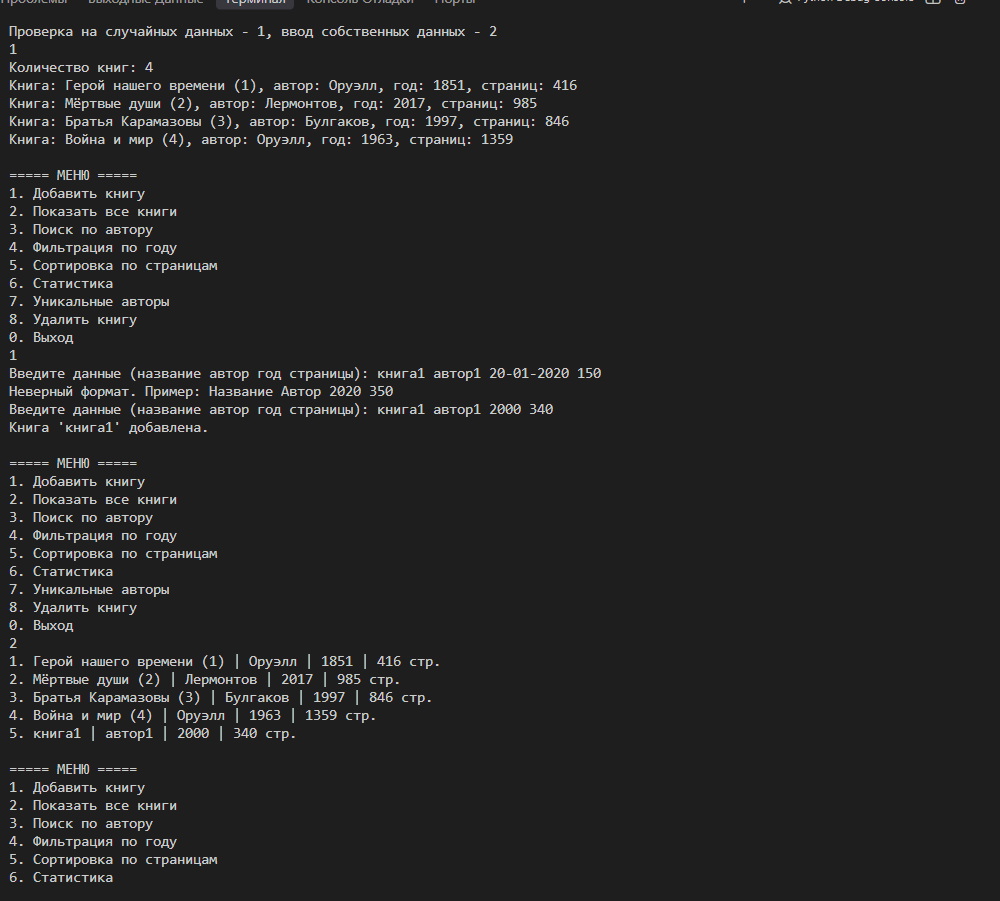 Проблемы Выходные данные Терминал Консоль отладки Порты Python Debug Console
Проверка на случайных данных - 1, ввод собственных данных - 2
1
Количество книг: 4
Книга: Герой нашего времени (1), автор: Оруэлл, год: 1851, страниц: 416
Книга: Мёртвые души (2), автор: Лермонтов, год: 2017, страниц: 985
Книга: Братья Карамазовы (3), автор: Булгаков, год: 1997, страниц: 846
Книга: Война и мир (4), автор: Оруэлл, год: 1963, страниц: 1359
===== МЕНЮ =====
1. Добавить книгу
2. Показать все книги
3. Поиск по автору
4. Фильтрация по году
5. Сортировка по страницам
6. Статистика
7. Уникальные авторы
8. Удалить книгу
0. Выход
1
Введите данные (название автор год страницы): книга1 автор1 20-01-2020 150
Неверный формат. Пример: Название Автор 2020 350
Введите данные (название автор год страницы): книга1 автор1 2000 340
Книга 'книга1' добавлена.
===== МЕНЮ =====
1. Добавить книгу
2. Показать все книги
3. Поиск по автору
4. Фильтрация по году
5. Сортировка по страницам
6. Статистика
7. Уникальные авторы
8. Удалить книгу
0. Выход
2
1. Герой нашего времени (1) | Оруэлл | 1851 | 416 стр.
2. Мёртвые души (2) | Лермонтов | 2017 | 985 стр.
3. Братья Карамазовы (3) | Булгаков | 1997 | 846 стр.
4. Война и мир (4) | Оруэлл | 1963 | 1359 стр.
5. книга1 | автор1 | 2000 | 340 стр.
===== МЕНЮ =====
1. Добавить книгу
2. Показать все книги
3. Поиск по автору
4. Фильтрация по году
5. Сортировка по страницам
6. Статистика